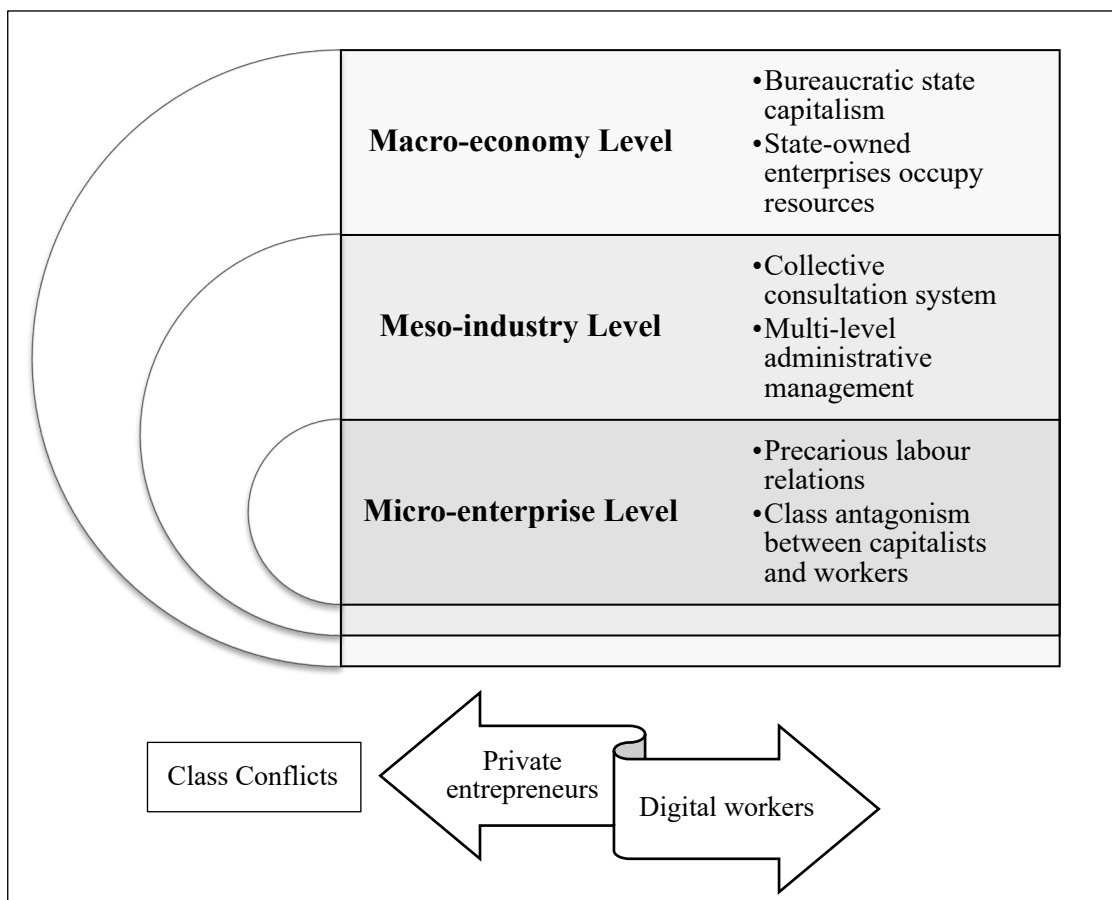 Macro-economy Level
•Bureaucratic state
capitalism
•State-owned
enterprises occupy
resources
Meso-industry Level
•Collective
consultation system
•Multi-level
administrative
management
Micro-enterprise Level
•Precarious labour
relations
•Class antagonism
between capitalists
and workers
Class Conflicts
Private
entrepreneurs
Digital workers